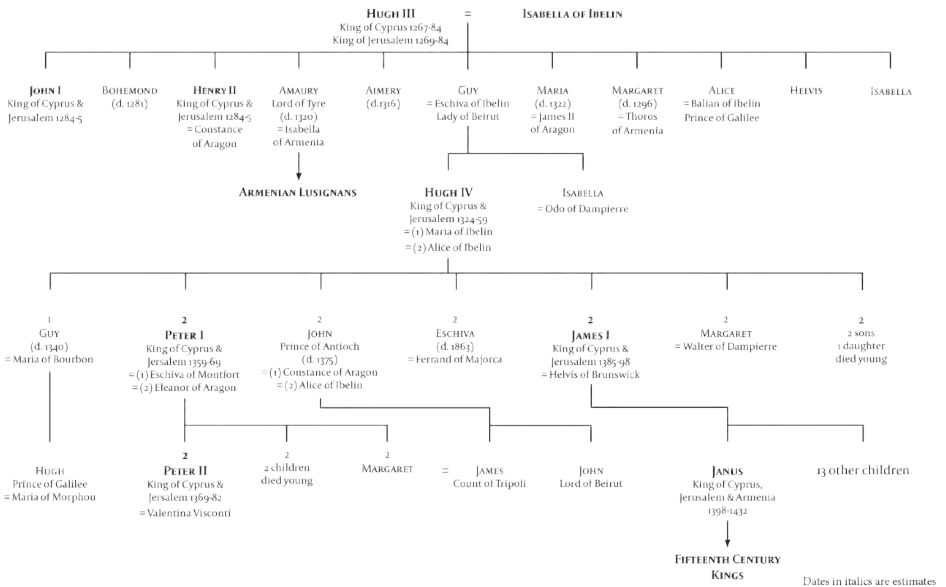 HUGH III = ISABELLA OF IBELIN
King of Cyprus 1267-84
King of Jerusalem 1269-84
JOHN I
King of Cyprus &
Jerusalem 1284-5
BOHEMOND
(d. 1281)
HENRY II
King of Cyprus &
Jerusalem 1284-5
= Constance
of Aragon
AMAURY
Lord of Tyre
(d. 1320)
= Isabella
of Armenia
AIMERY
(d.1316)
GUY
= Eschiva of Ibelin
Lady of Beirut
MARIA
(d. 1322)
= James II
of Aragon
MARGARET
(d. 1296)
= Thoros
of Armenia
ALICE
= Balian of Ibelin
Prince of Galilee
HELVIS
ISABELLA
ARMENIAN LUSIGNANS
HUGH IV
King of Cyprus &
Jerusalem 1324-59
= (1) Maria of Ibelin
= (2) Alice of Ibelin
ISABELLA
= Odo of Dampierre
1
GUY
(d. 1340)
= Maria of Bourbon
2
PETER I
King of Cyprus &
Jersalem 1359-69
= (1) Eschiva of Montfort
= (2) Eleanor of Aragon
2
JOHN
Prince of Antioch
(d. 1375)
= (1) Constance of Aragon
= (2) Alice of Ibelin
2
ESCHIVA
(d. 1863)
= Ferrand of Majorca
2
JAMES I
King of Cyprus &
Jerusalem 1385-98
= Helvis of Brunswick
2
MARGARET
= Walter of Dampierre
2
2 sons
1 daughter
died young
HUGH
Prince of Galilee
= Maria of Morphou
2
PETER II
King of Cyprus &
Jersalem 1369-82
= Valentina Visconti
2
2 children
died young
2
MARGARET = JAMES
Count of Tripoli
JOHN
Lord of Beirut
JANUS
King of Cyprus,
Jerusalem & Armenia
1398-1432
13 other children
FIFTEENTH CENTURY
KINGS
Dates in italics are estimates